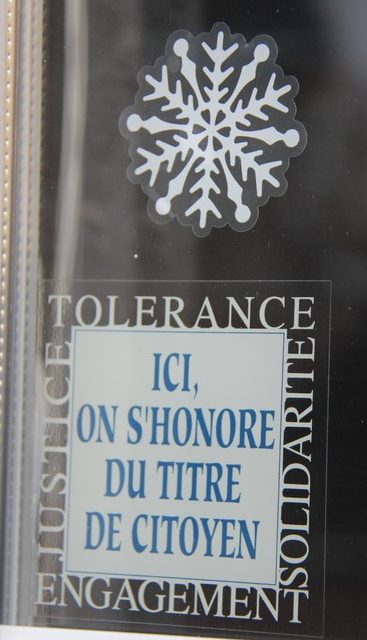 TOLERANCE
JUSTICE
ICI,
ON S'HONORE
DU TITRE
DE CITOYEN
SOLIDARITE
ENGAGEMENT